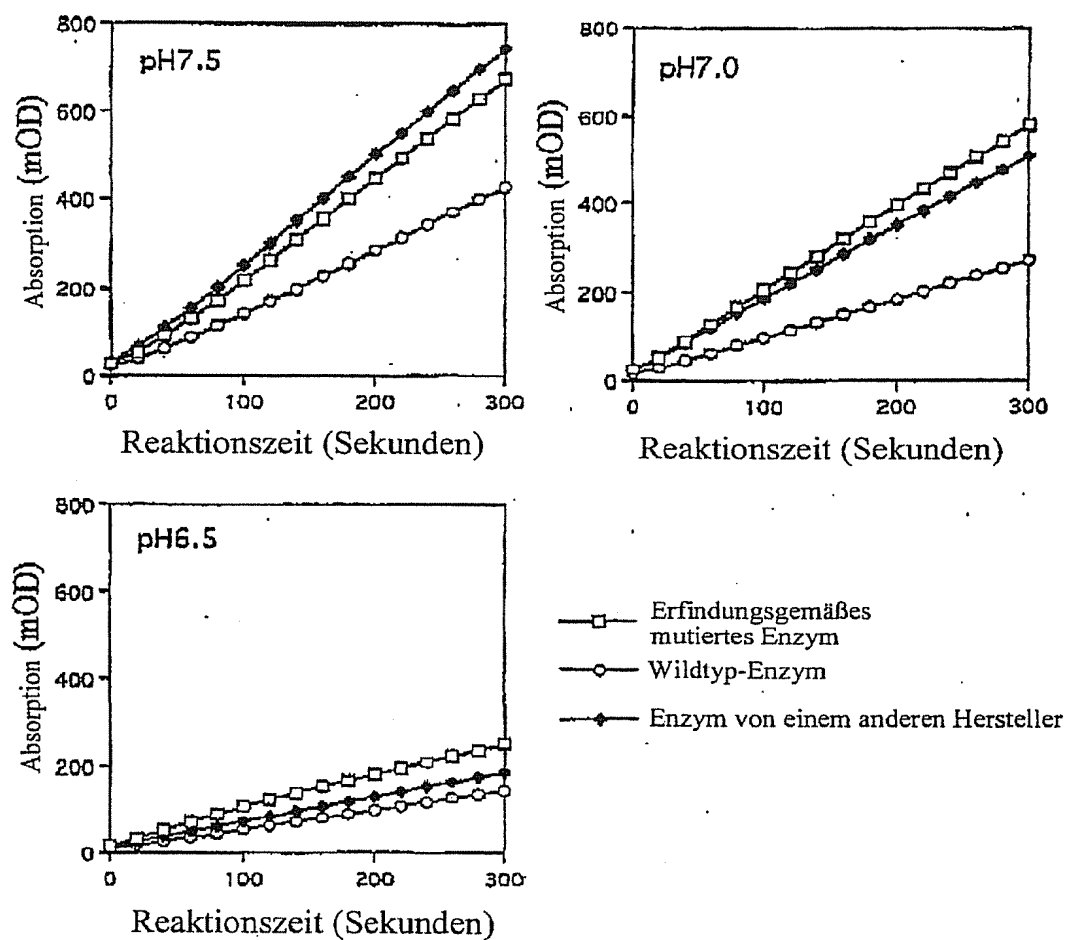 pH7.5
800
600
400
200
0
Absorption (mOD)
0 100 200 300
Reaktionszeit (Sekunden)
pH7.0
800
600
400
200
0
Absorption (mOD)
0 100 200 300
Reaktionszeit (Sekunden)
pH6.5
800
600
400
200
0
Absorption (mOD)
0 100 200 300
Reaktionszeit (Sekunden)
Erfindungsgemäßes
mutiertes Enzym
Wildtyp-Enzym
Enzym von einem anderen Hersteller